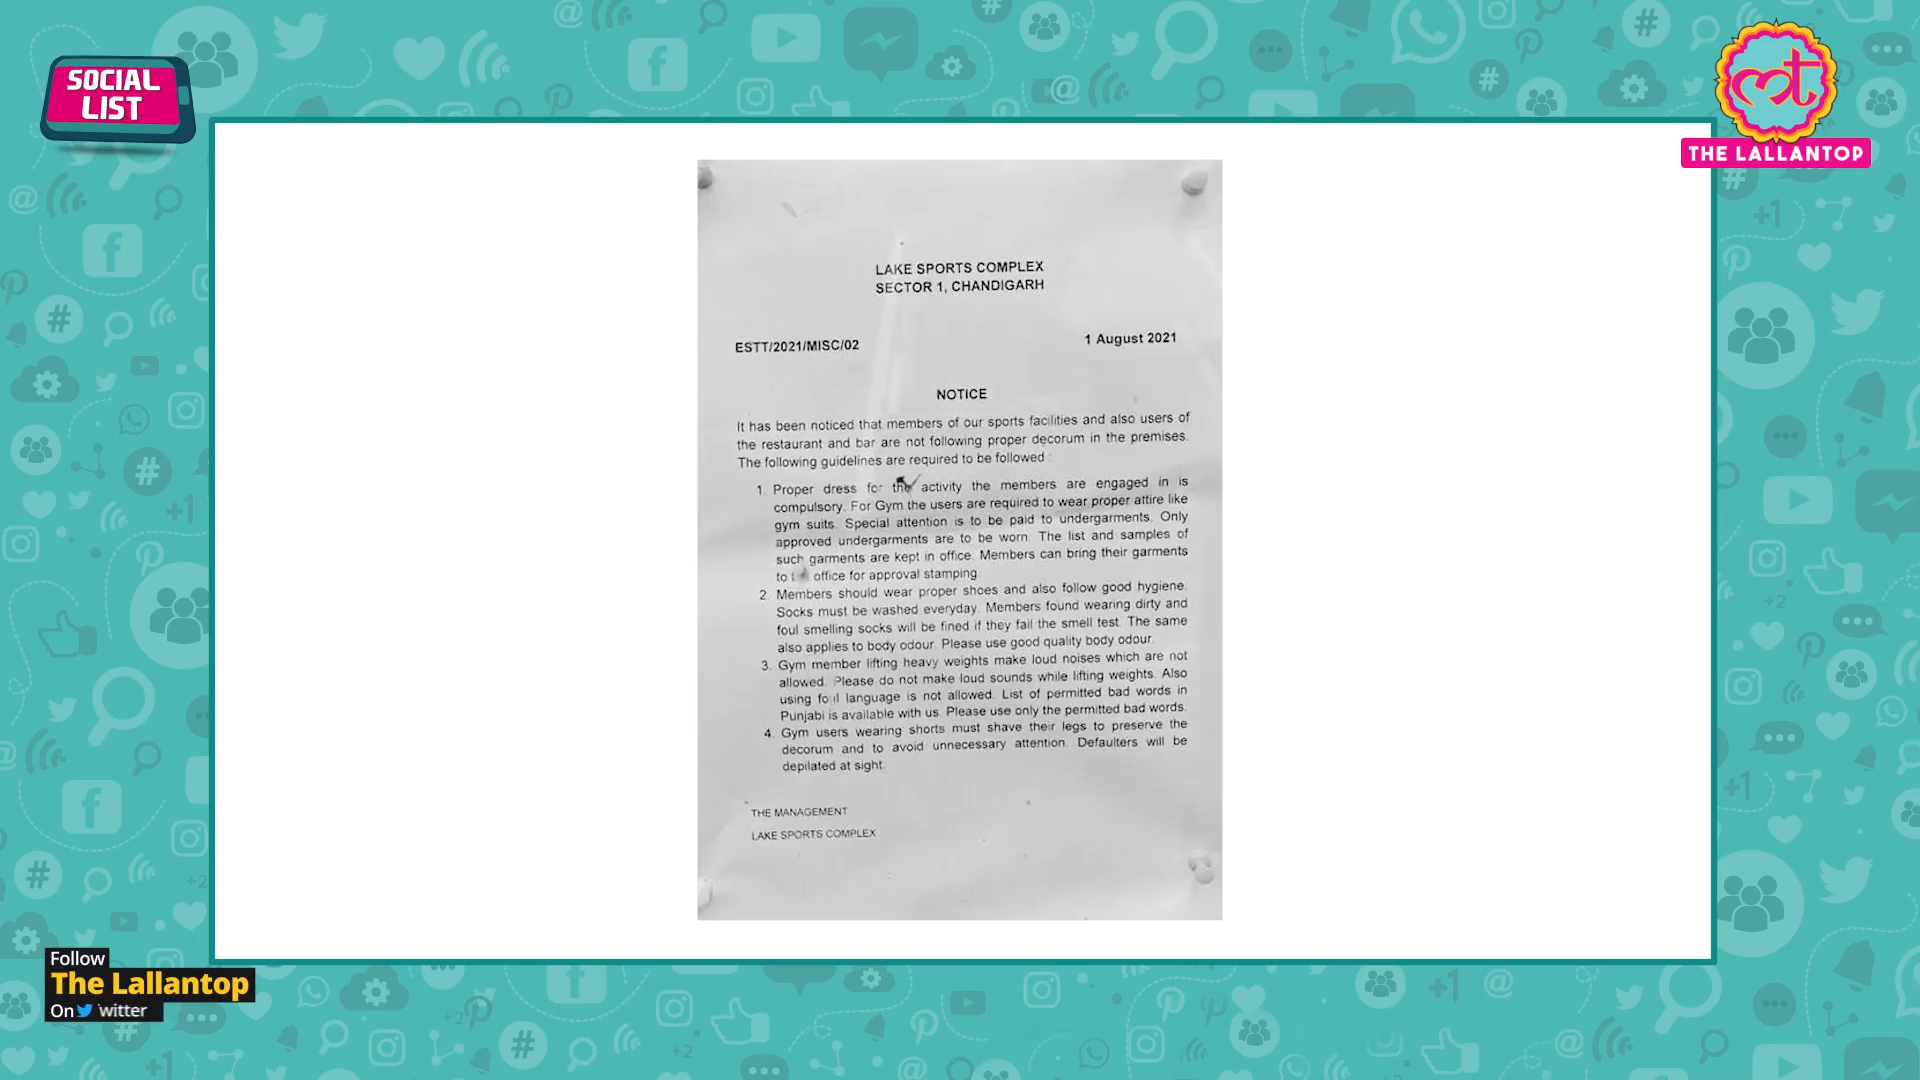 SOCIAL
LIST
THE LALLANTOP
LAKE SPORTS COMPLEX
SECTOR 1, CHANDIGARH
ESTT/2021/MISC/02
1 August 2021
NOTICE
It has been noticed that members of our sports facilities and also users of
the restaurant and bar are not following proper decorum in the premises.
The following guidelines are required to be followed :
1. Proper dress for the activity the members are engaged in is
compulsory. For Gym the users are required to wear proper attire like
gym suits. Special attention is to be paid to undergarments. Only
approved undergarments are to be worn. The list and samples of
such garments are kept in office. Members can bring their garments
to office for approval stamping.
2. Members should wear proper shoes and also follow good hygiene.
Socks must be washed everyday. Members found wearing dirty and
foul smelling socks will be fined if they fail the smell test. The same
also applies to body odour. Please use good quality body odour.
3. Gym member lifting heavy weights make loud noises which are not
allowed. Please do not make loud sounds while lifting weights. Also
using foul language is not allowed. List of permitted bad words in
Punjabi is available with us. Please use only the permitted bad words.
4. Gym users wearing shorts must shave their legs to preserve the
decorum and to avoid unnecessary attention. Defaulters will be
depilated at sight.
THE MANAGEMENT
LAKE SPORTS COMPLEX
Follow
The Lallantop
On witter